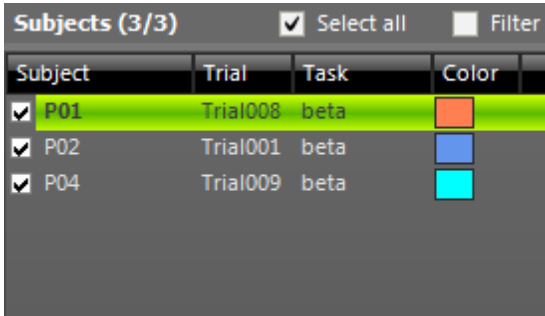 Subjects (3/3) Select all Filter
Subject Trial Task Color
P01 Trial008 beta
P02 Trial001 beta
P04 Trial009 beta